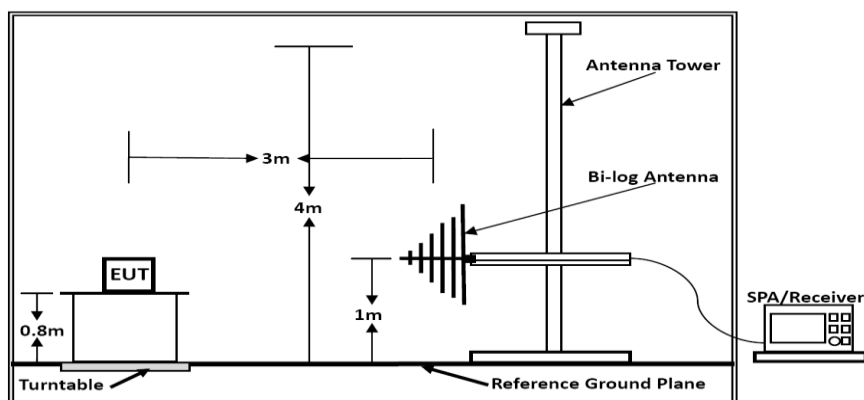 Antenna Tower
3m
Bi-log Antenna
4m
EUT
0.8m
1m
SPA/Receiver
Turntable
Reference Ground Plane